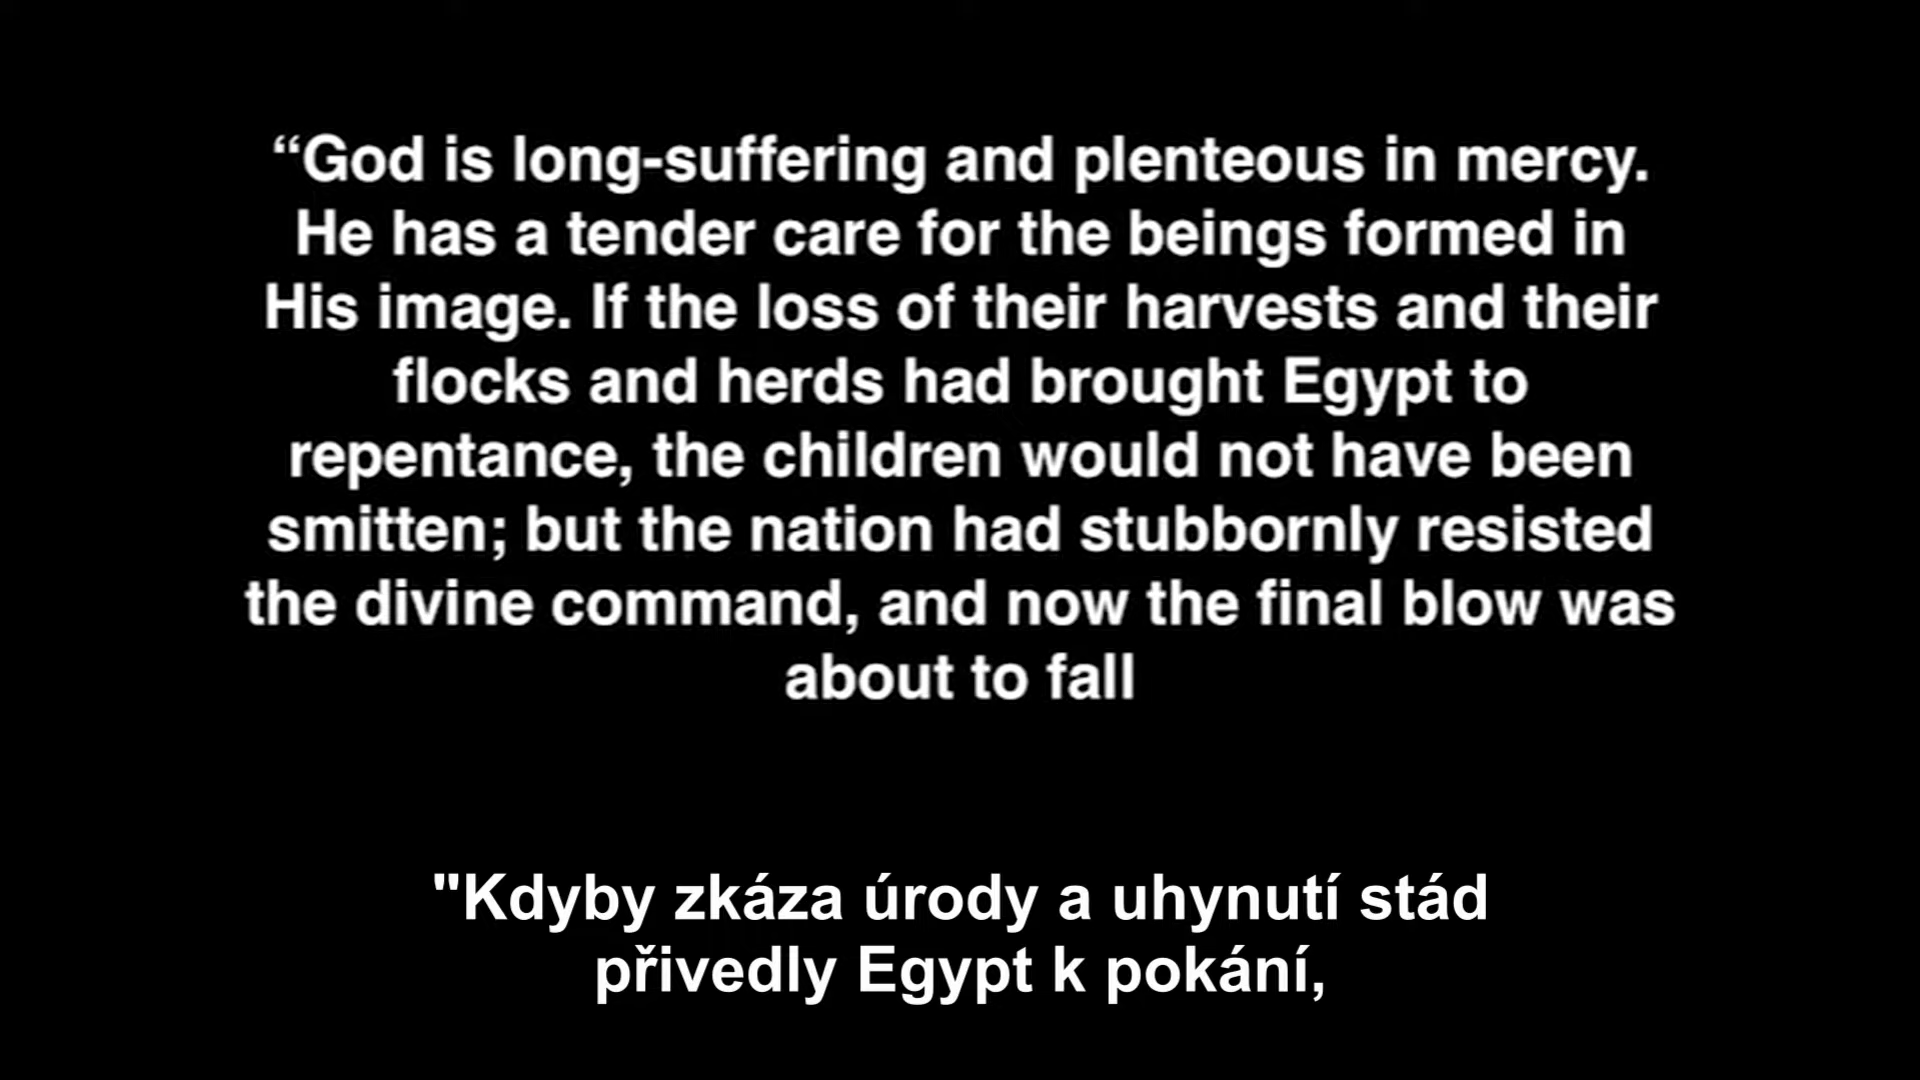 “God is long-suffering and plenteous in mercy.
He has a tender care for the beings formed in
His image. If the loss of their harvests and their
flocks and herds had brought Egypt to
repentance, the children would not have been
smitten; but the nation had stubbornly resisted
the divine command, and now the final blow was
about to fall
"Kdyby zkáza úrody a uhynutí stád
přivedly Egypt k pokání,